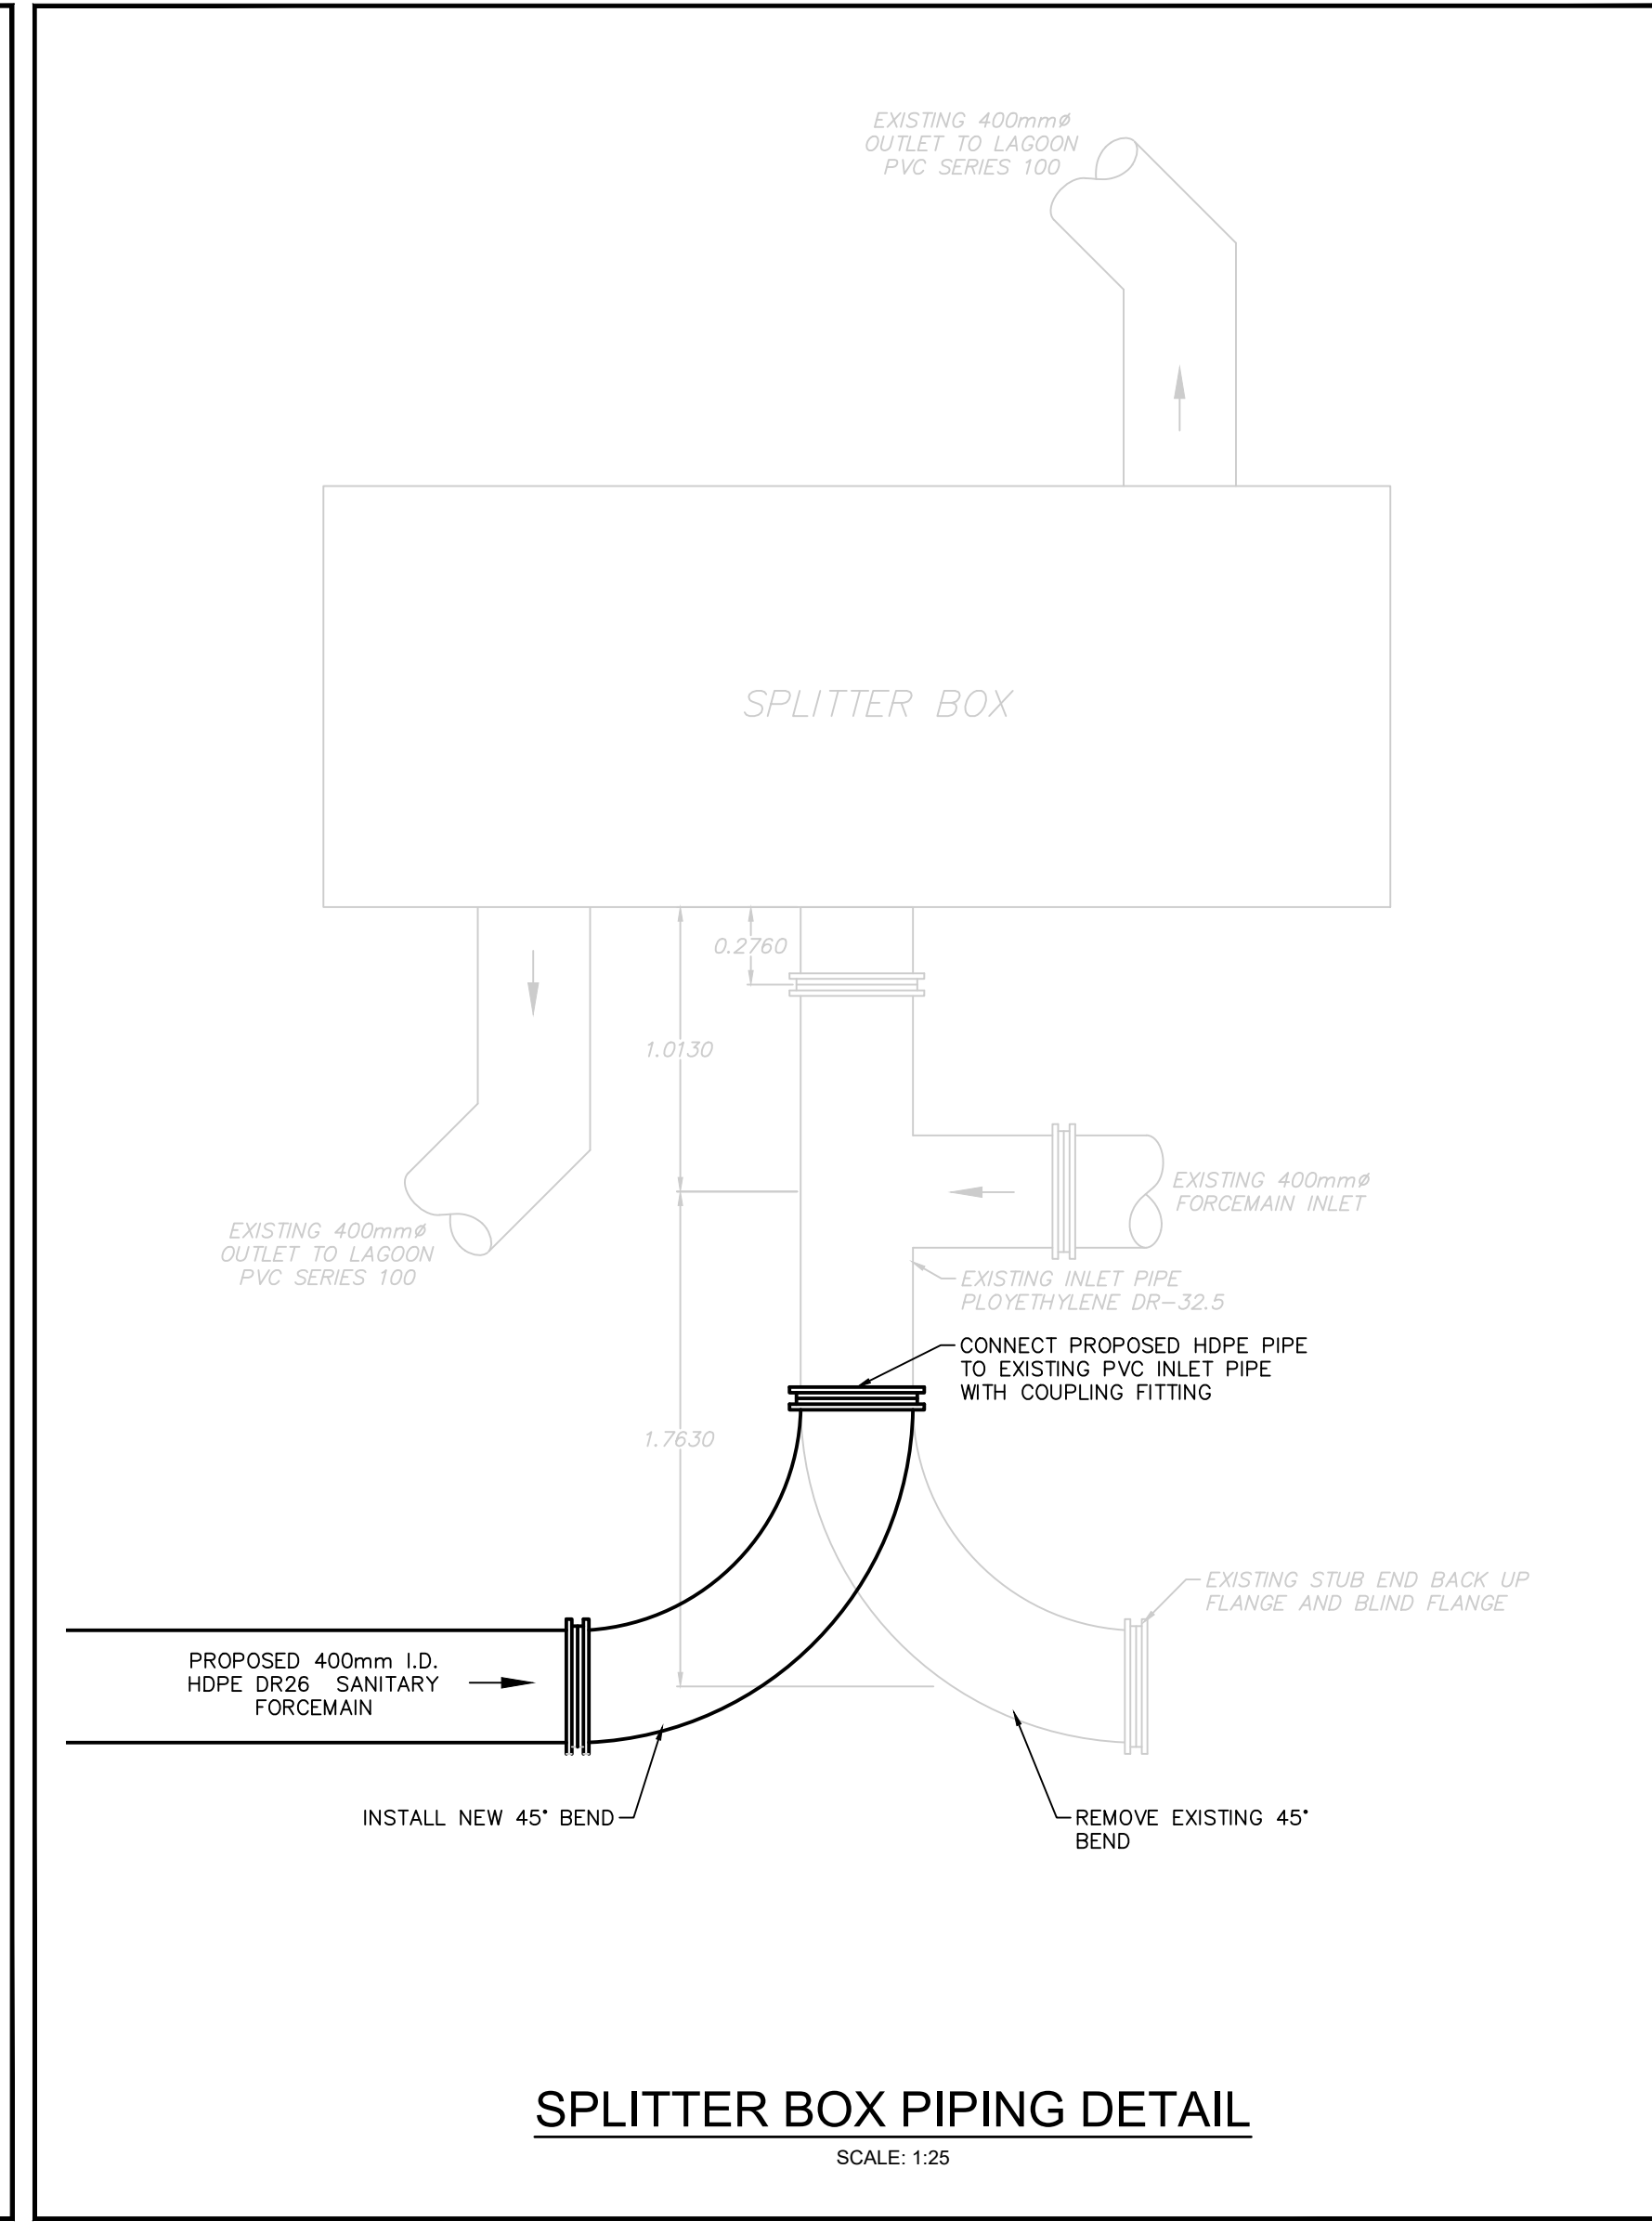 EXISTING 400mmø
OUTLET TO LAGOON
PVC SERIES 100
SPLITTER BOX
0.2760
1.0130
EXISTING 400mmø
FORCEMAIN INLET
EXISTING 400mmø
OUTLET TO LAGOON
PVC SERIES 100
EXISTING INLET PIPE
PLOYETHYLENE DR-32.5
CONNECT PROPOSED HDPE PIPE
TO EXISTING PVC INLET PIPE
WITH COUPLING FITTING
1.7630
EXISTING STUB END BACK UP
FLANGE AND BLIND FLANGE
PROPOSED 400mm I.D.
HDPE DR26 SANITARY
FORCEMAIN
INSTALL NEW 45° BEND
REMOVE EXISTING 45°
BEND
SPLITTER BOX PIPING DETAIL
SCALE: 1:25